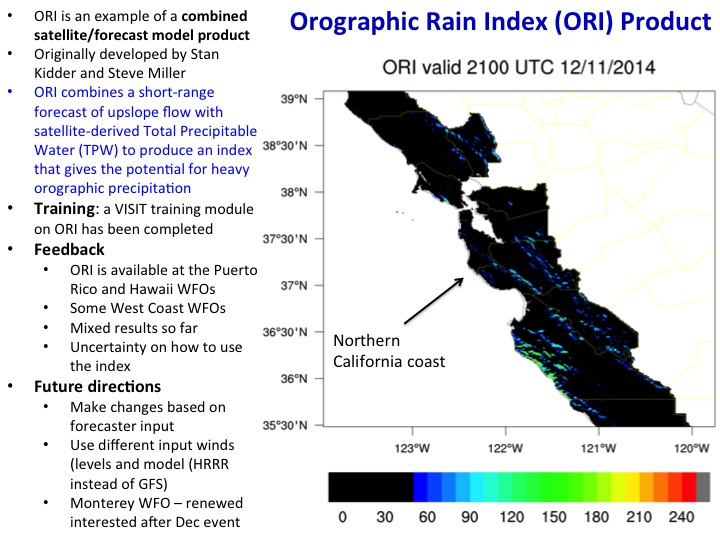 Orographic Rain Index (ORI) Product
• ORI is an example of a combined
satellite/forecast model product
• Originally developed by Stan
Kidder and Steve Miller
• ORI combines a short-range
forecast of upslope flow with
satellite-derived Total Precipitable
Water (TPW) to produce an index
that gives the potential for heavy
orographic precipitation
• Training: a VISIT training module
on ORI has been completed
• Feedback
• ORI is available at the Puerto
Rico and Hawaii WFOs
• Some West Coast WFOs
• Mixed results so far
• Uncertainty on how to use
the index
• Future directions
• Make changes based on
forecaster input
• Use different input winds
(levels and model (HRRR
instead of GFS)
• Monterey WFO – renewed
interested after Dec event
ORI valid 2100 UTC 12/11/2014
39°N
38°30'N
38°N
37°30'N
37°N
36°30'N
36°N
35°30'N
Northern
California coast
123°W 122°W 121°W 120°W
0 30 60 90 120 150 180 210 240